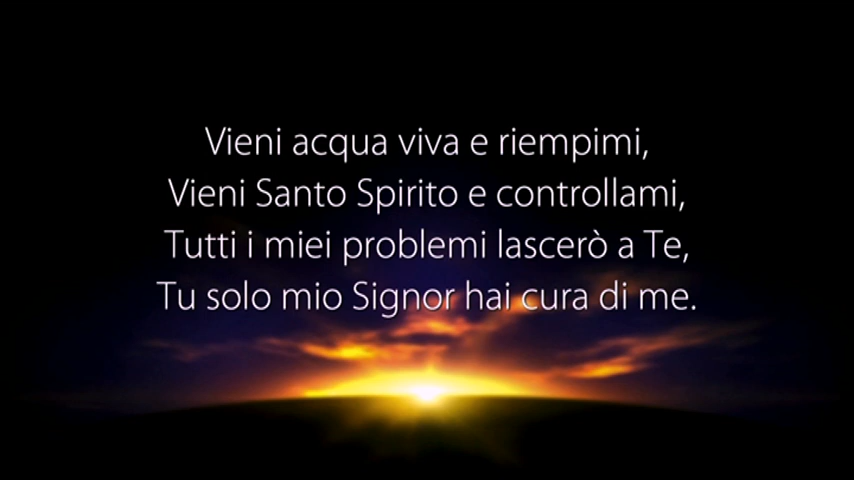 Vieni acqua viva e riempimi,
Vieni Santo Spirito e controllami,
Tutti i miei problemi lascerò a Te,
Tu solo mio Signor hai cura di me.